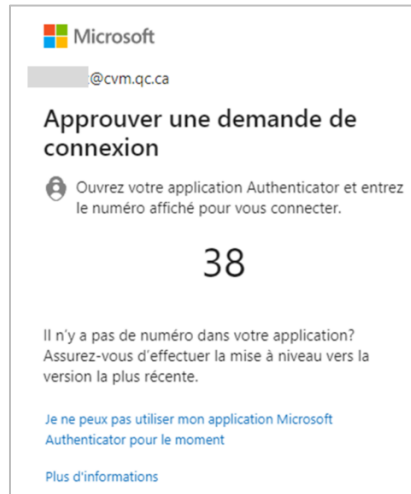 Microsoft
@cvm.qc.ca
Approuver une demande de
connexion
Ouvrez votre application Authenticator et entrez
le numéro affiché pour vous connecter.
38
Il n'y a pas de numéro dans votre application?
Assurez-vous d'effectuer la mise à niveau vers la
version la plus récente.
Je ne peux pas utiliser mon application Microsoft
Authenticator pour le moment
Plus d'informations